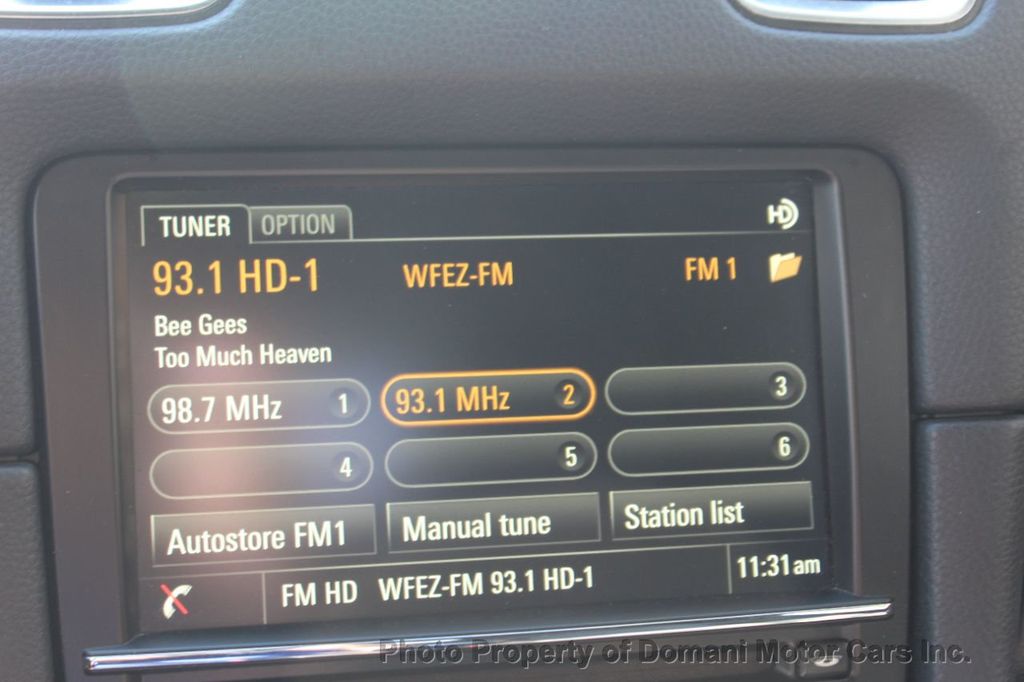 TUNER OPTION HD
93.1 HD-1 WFEZ-FM FM 1
Bee Gees
Too Much Heaven
98.7 MHz 1 93.1 MHz 2 3
4 5 6
Autostore FM1 Manual tune Station list
FM HD WFEZ-FM 93.1 HD-1 11:31am
Photo Property of Domani Motor Cars Inc.